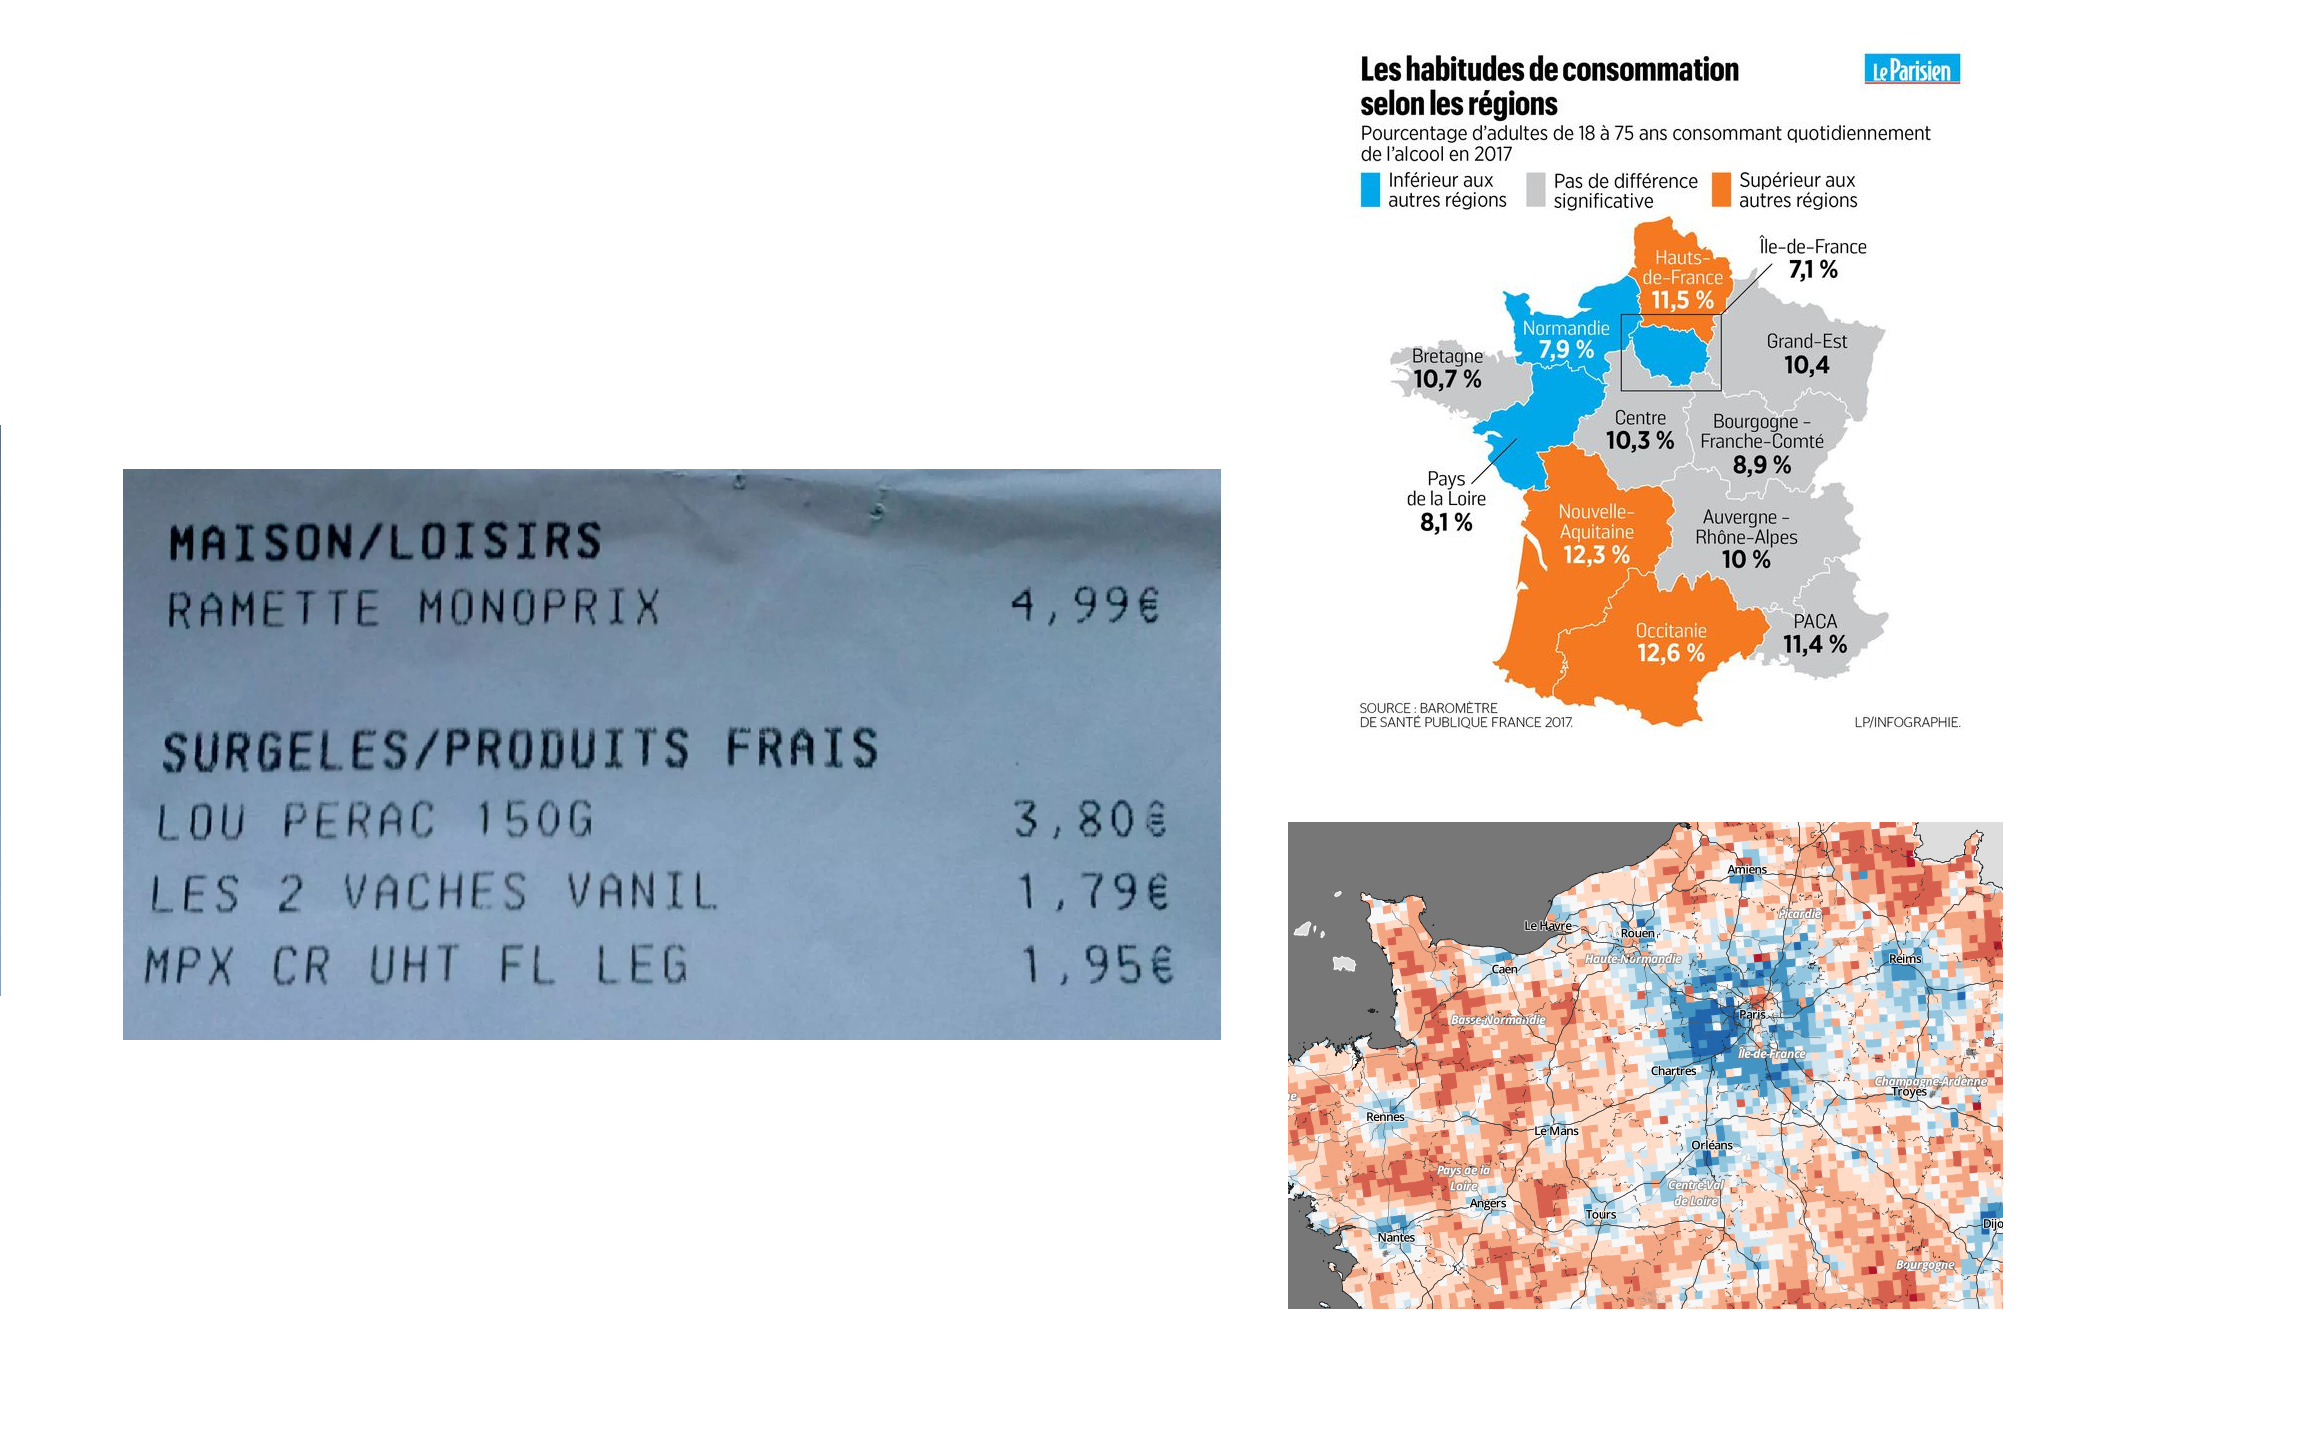 MAISON/LOISIRS
RAMETTE MONOPRIX 4,99€
SURGELES/PRODUITS FRAIS
LOU PERAC 150G 3,80€
LES 2 VACHES VANIL 1,79€
MPX CR UHT FL LEG 1,95€
Les habitudes de consommation
selon les régions
Le Parisien
Pourcentage d'adultes de 18 à 75 ans consommant quotidiennement
de l'alcool en 2017
Inférieur aux
autres régions
Pas de différence
significative
Supérieur aux
autres régions
Hauts-
de-France
11,5 %
Île-de-France
7,1 %
Normandie
7,9 %
Bretagne
10,7 %
Grand-Est
10,4
Centre
10,3 %
Bourgogne -
Franche-Comté
8,9 %
Pays
de la Loire
8,1 %
Nouvelle-
Aquitaine
12,3 %
Auvergne -
Rhône-Alpes
10 %
Occitanie
12,6 %
PACA
11,4 %
SOURCE : BAROMÈTRE
DE SANTÉ PUBLIQUE FRANCE 2017.
LP/INFOGRAPHIE.
Amiens
Picardie
Le Havre
Rouen
Haute-Normandie
Caen
Reims
Basse-Normandie
Paris
Île-de-France
Chartres
Champagne-Ardenne
Troyes
Rennes
Le Mans
Orléans
Pays de la
Loire
Centre-Val
de Loire
Angers
Tours
Nantes
Dijo
Bourgogne